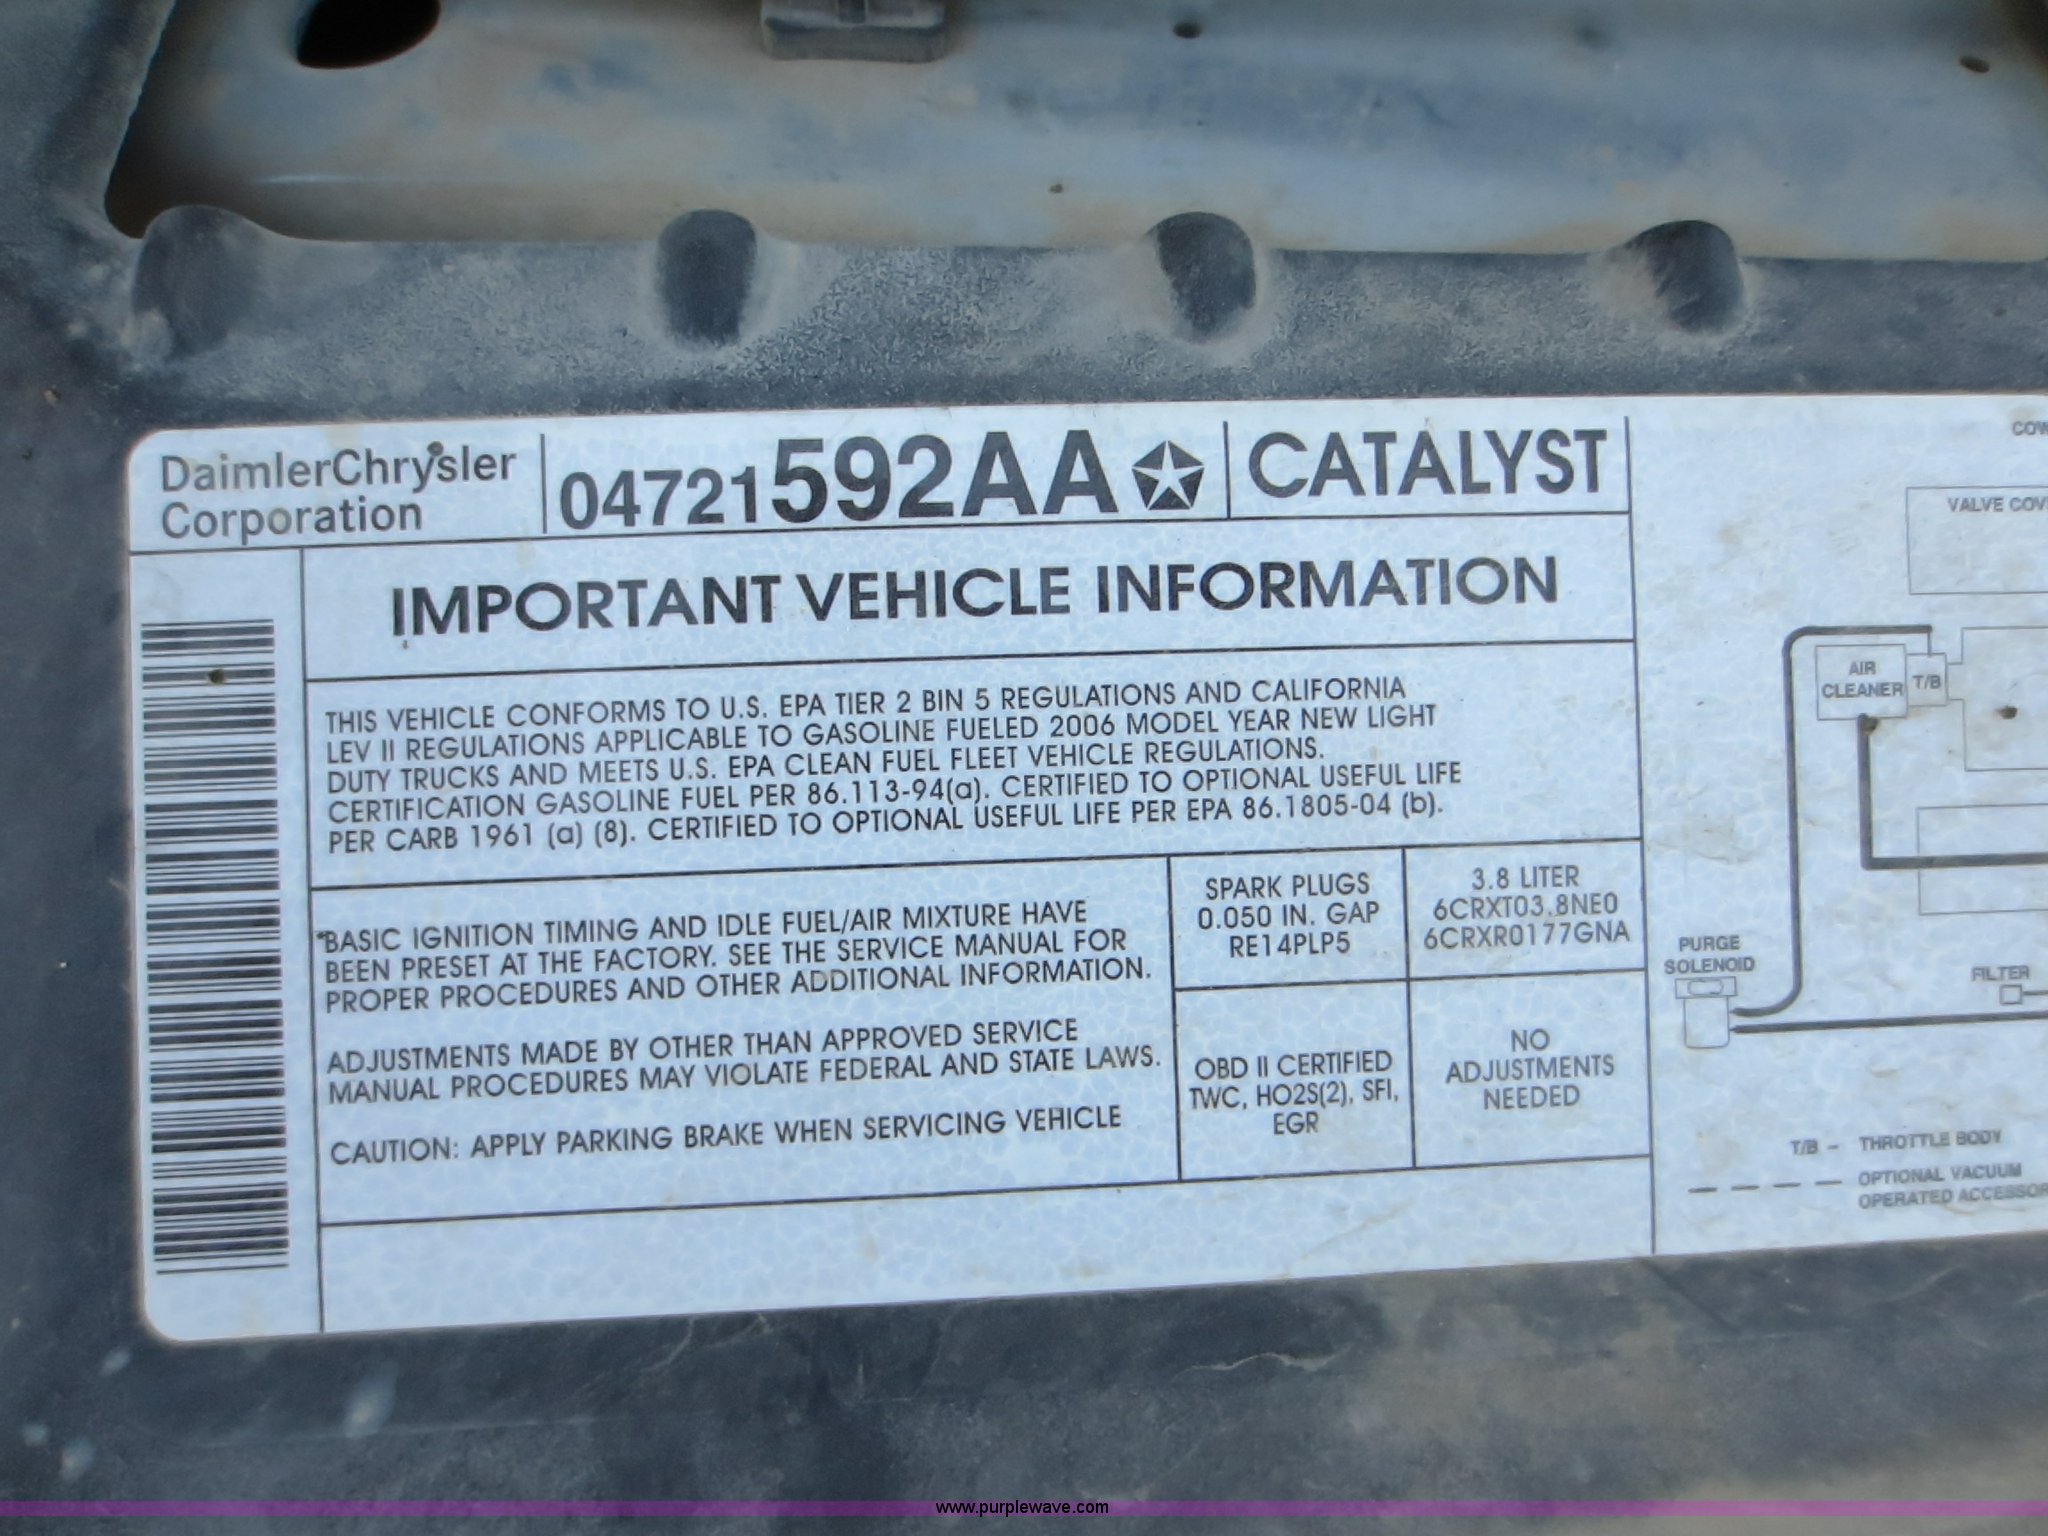 DaimlerChrysler
Corporation
04721592AA
CATALYST
IMPORTANT VEHICLE INFORMATION
THIS VEHICLE CONFORMS TO U.S. EPA TIER 2 BIN 5 REGULATIONS AND CALIFORNIA
LEV II REGULATIONS APPLICABLE TO GASOLINE FUELED 2006 MODEL YEAR NEW LIGHT
DUTY TRUCKS AND MEETS U.S. EPA CLEAN FUEL FLEET VEHICLE REGULATIONS.
CERTIFICATION GASOLINE FUEL PER 86.113-94(a). CERTIFIED TO OPTIONAL USEFUL LIFE
PER CARB 1961 (a) (8). CERTIFIED TO OPTIONAL USEFUL LIFE PER EPA 86.1805-04 (b).
*BASIC IGNITION TIMING AND IDLE FUEL/AIR MIXTURE HAVE
BEEN PRESET AT THE FACTORY. SEE THE SERVICE MANUAL FOR
PROPER PROCEDURES AND OTHER ADDITIONAL INFORMATION.
ADJUSTMENTS MADE BY OTHER THAN APPROVED SERVICE
MANUAL PROCEDURES MAY VIOLATE FEDERAL AND STATE LAWS.
CAUTION: APPLY PARKING BRAKE WHEN SERVICING VEHICLE
SPARK PLUGS
0.050 IN. GAP
RE14PLP5
3.8 LITER
6CRXT03.8NE0
6CRXR0177GNA
OBD II CERTIFIED
TWC, HO2S(2), SFI,
EGR
NO
ADJUSTMENTS
NEEDED
COW
VALVE COV
AIR
CLEANER
T/B
PURGE
SOLENOID
FILTER
T/B - THROTTLE BODY
OPTIONAL VACUUM
OPERATED ACCESSOR
www.purplewave.com